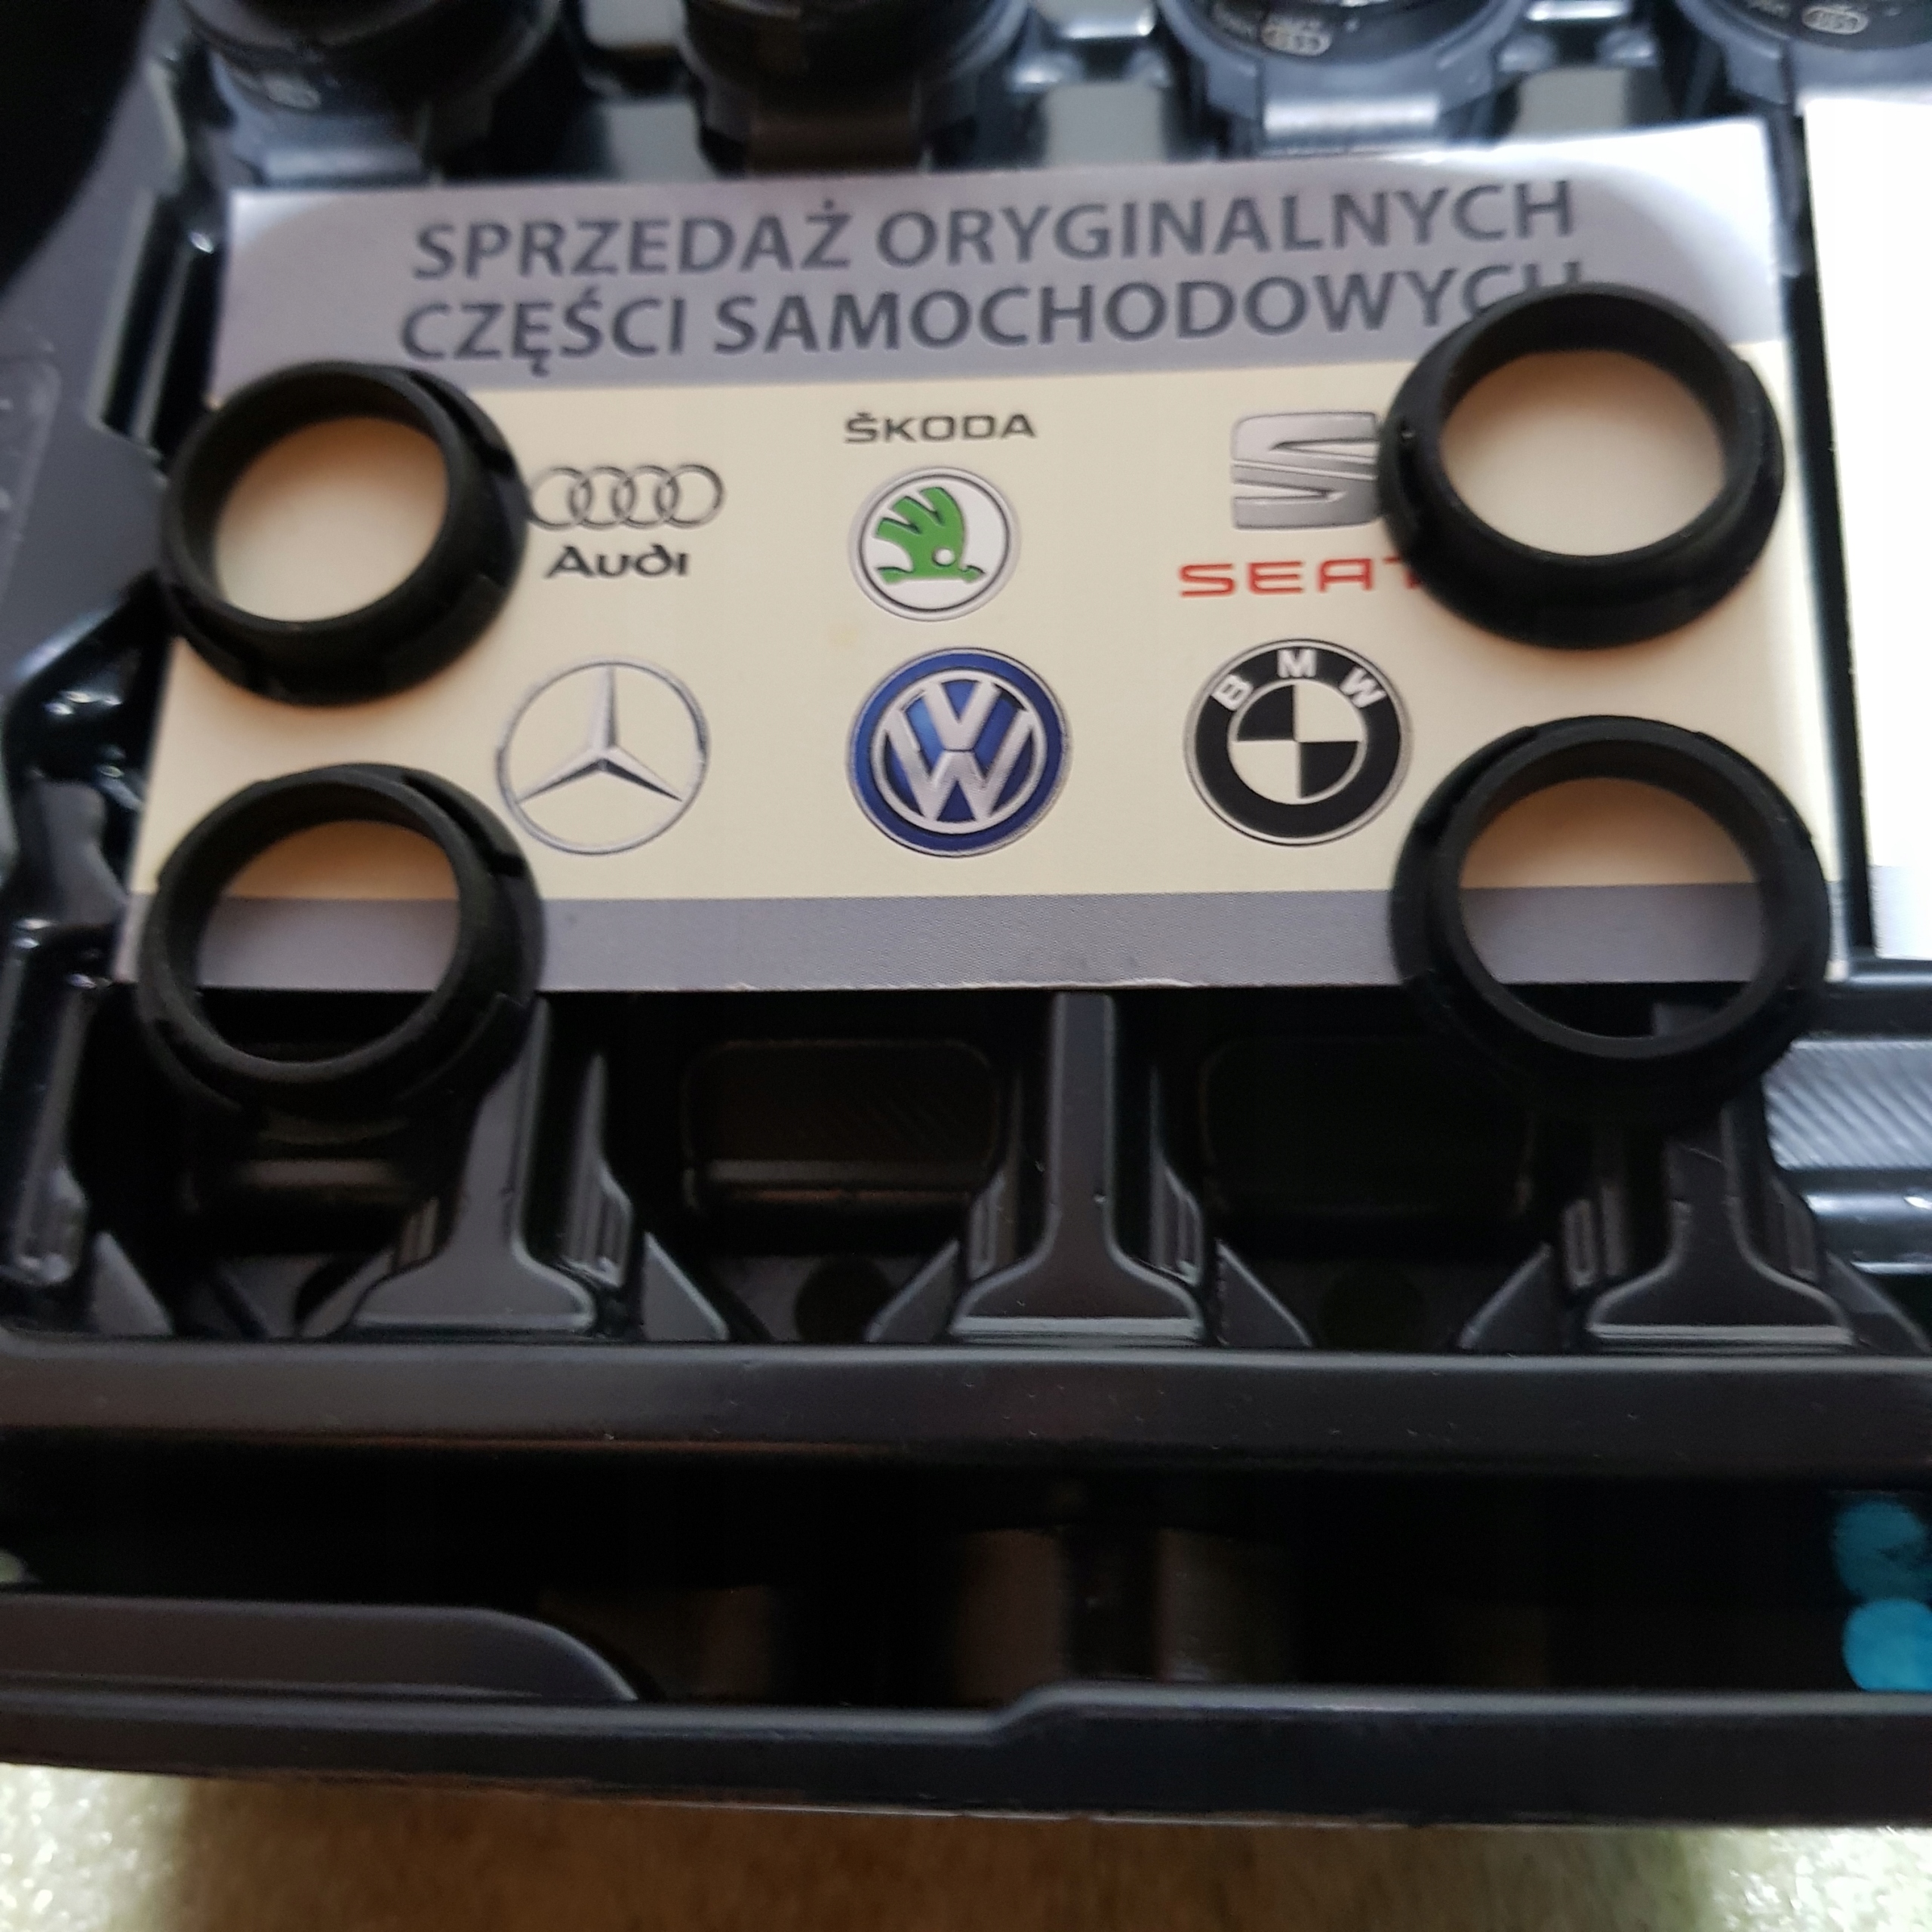 SPRZEDAŻ ORYGINALNYCH
CZĘŚCI SAMOCHODOWYCH
ŠKODA
Audi
SEAT
BMW